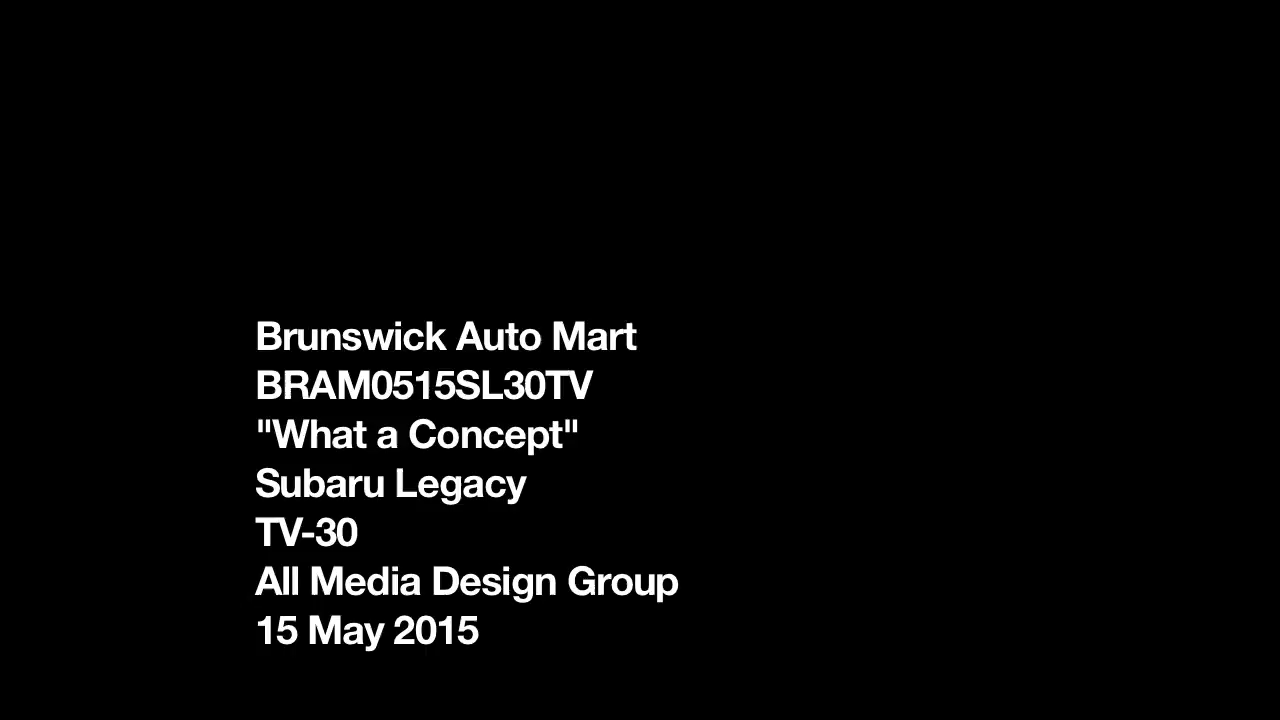 Brunswick Auto Mart
BRAM0515SL30TV
"What a Concept"
Subaru Legacy
TV-30
All Media Design Group
15 May 2015